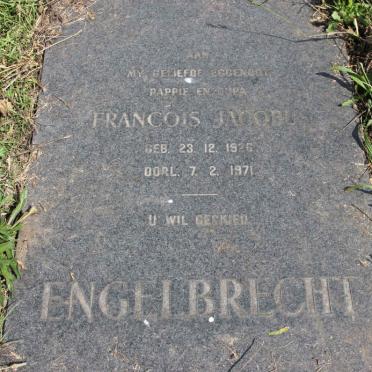 AAN
MY GELIEFDE EGGENOOT
PAPPIE EN OUPA
FRANCOIS JACOBUS
GEB. 23. 12. 1926
OORL. 7. 2. 1971
U WIL GESKIED
ENGELBRECHT